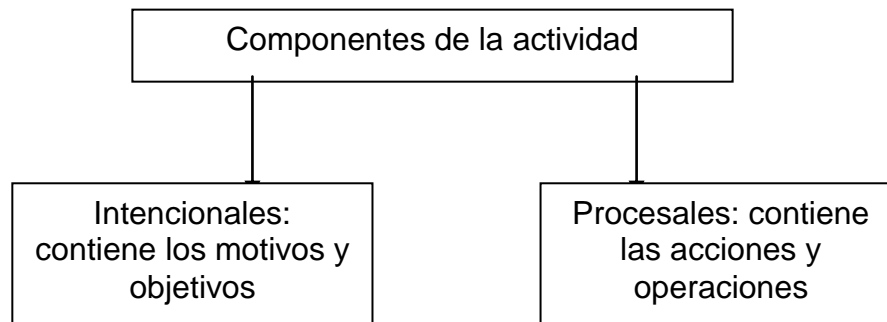 Componentes de la actividad
Intencionales:
contiene los motivos y
objetivos
Procesales: contiene
las acciones y
operaciones